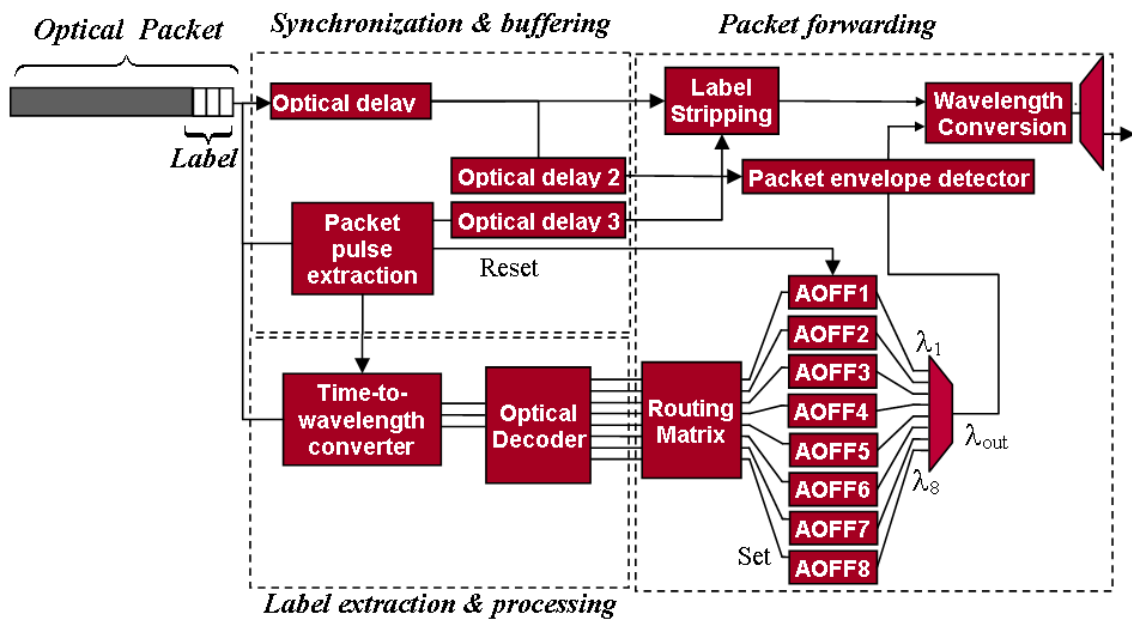 Optical Packet
Synchronization & buffering
Packet forwarding
Label
Optical delay
Optical delay 2
Optical delay 3
Packet
pulse
extraction
Reset
Label
Stripping
Wavelength
Conversion
Packet envelope detector
Time-to-
wavelength
converter
Optical
Decoder
Routing
Matrix
AOFF1
AOFF2
AOFF3
AOFF4
AOFF5
AOFF6
AOFF7
AOFF8
Set
λ1
λ8
λout
Label extraction & processing